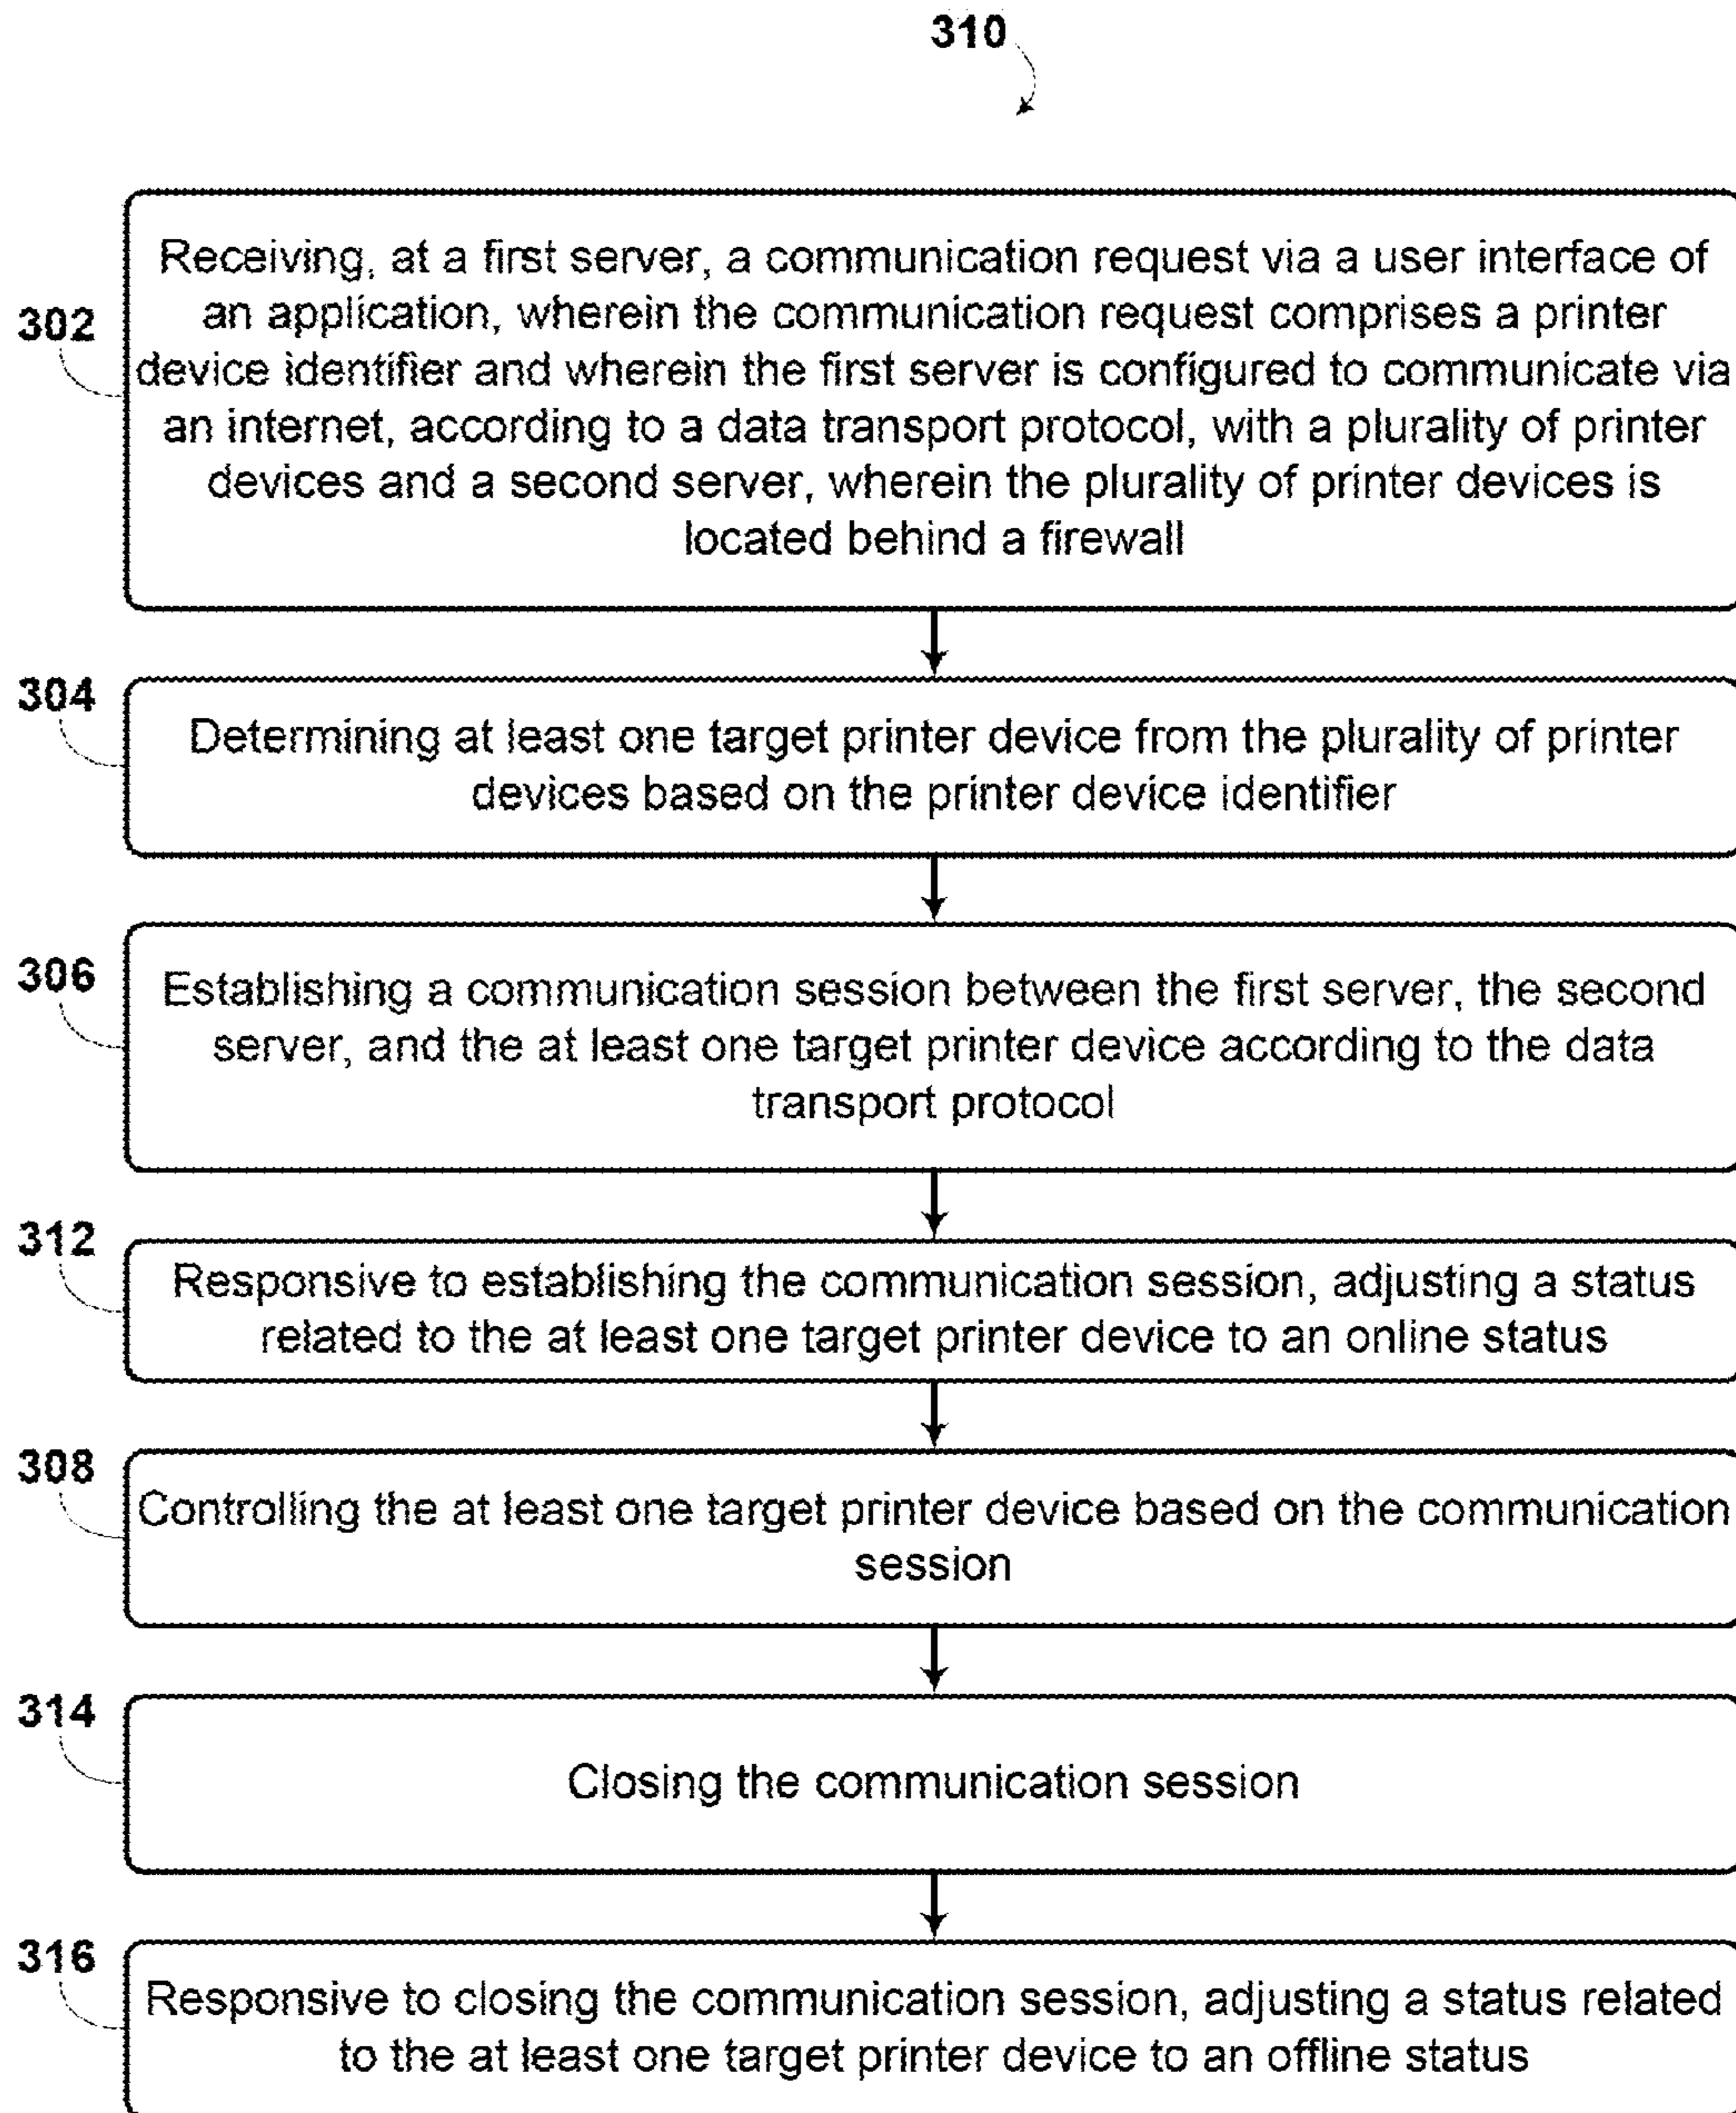 310
302
Receiving, at a first server, a communication request via a user interface of
an application, wherein the communication request comprises a printer
device identifier and wherein the first server is configured to communicate via
an internet, according to a data transport protocol, with a plurality of printer
devices and a second server, wherein the plurality of printer devices is
located behind a firewall
304
Determining at least one target printer device from the plurality of printer
devices based on the printer device identifier
306
Establishing a communication session between the first server, the second
server, and the at least one target printer device according to the data
transport protocol
312
Responsive to establishing the communication session, adjusting a status
related to the at least one target printer device to an online status
308
Controlling the at least one target printer device based on the communication
session
314
Closing the communication session
316
Responsive to closing the communication session, adjusting a status related
to the at least one target printer device to an offline status